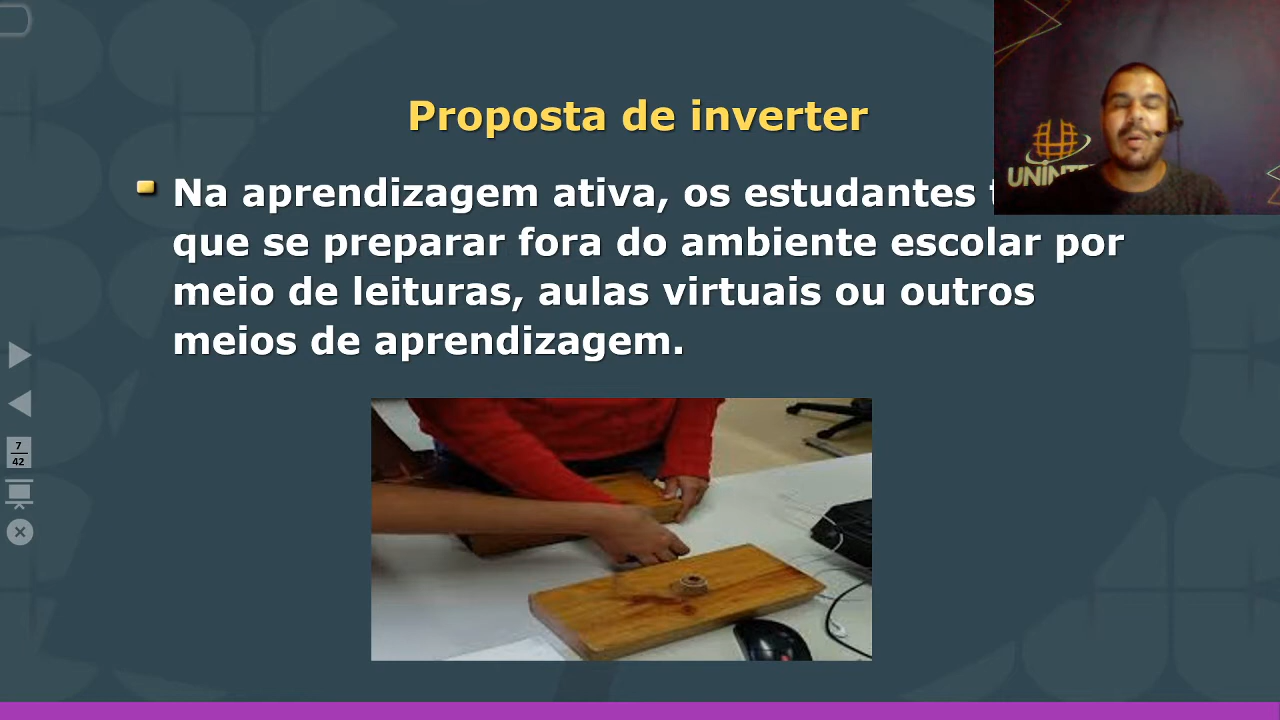 Proposta de inverter
Na aprendizagem ativa, os estudantes
que se preparar fora do ambiente escolar por
meio de leituras, aulas virtuais ou outros
meios de aprendizagem.
7
42